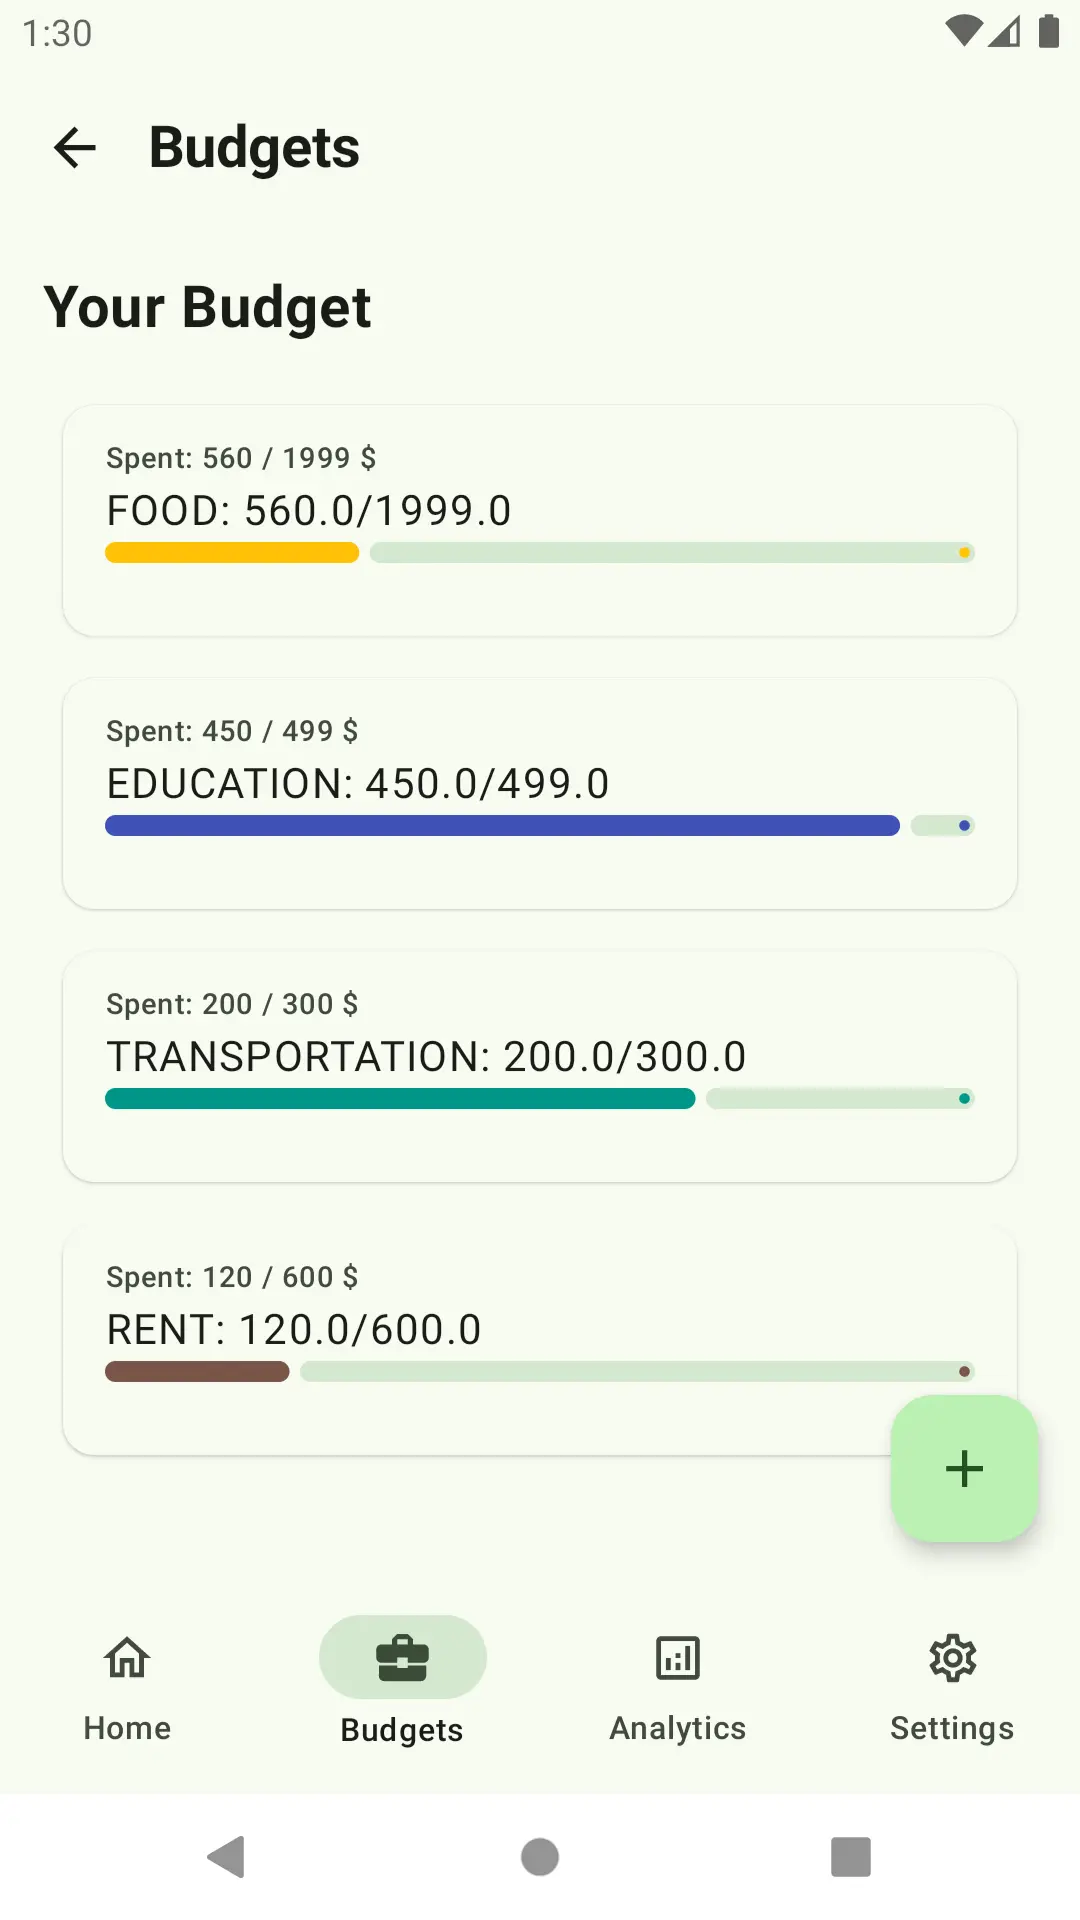 1:30
Budgets
Your Budget
Spent: 560 / 1999 $
FOOD: 560.0/1999.0
Spent: 450 / 499 $
EDUCATION: 450.0/499.0
Spent: 200 / 300 $
TRANSPORTATION: 200.0/300.0
Spent: 120 / 600 $
RENT: 120.0/600.0
Home
Budgets
Analytics
Settings